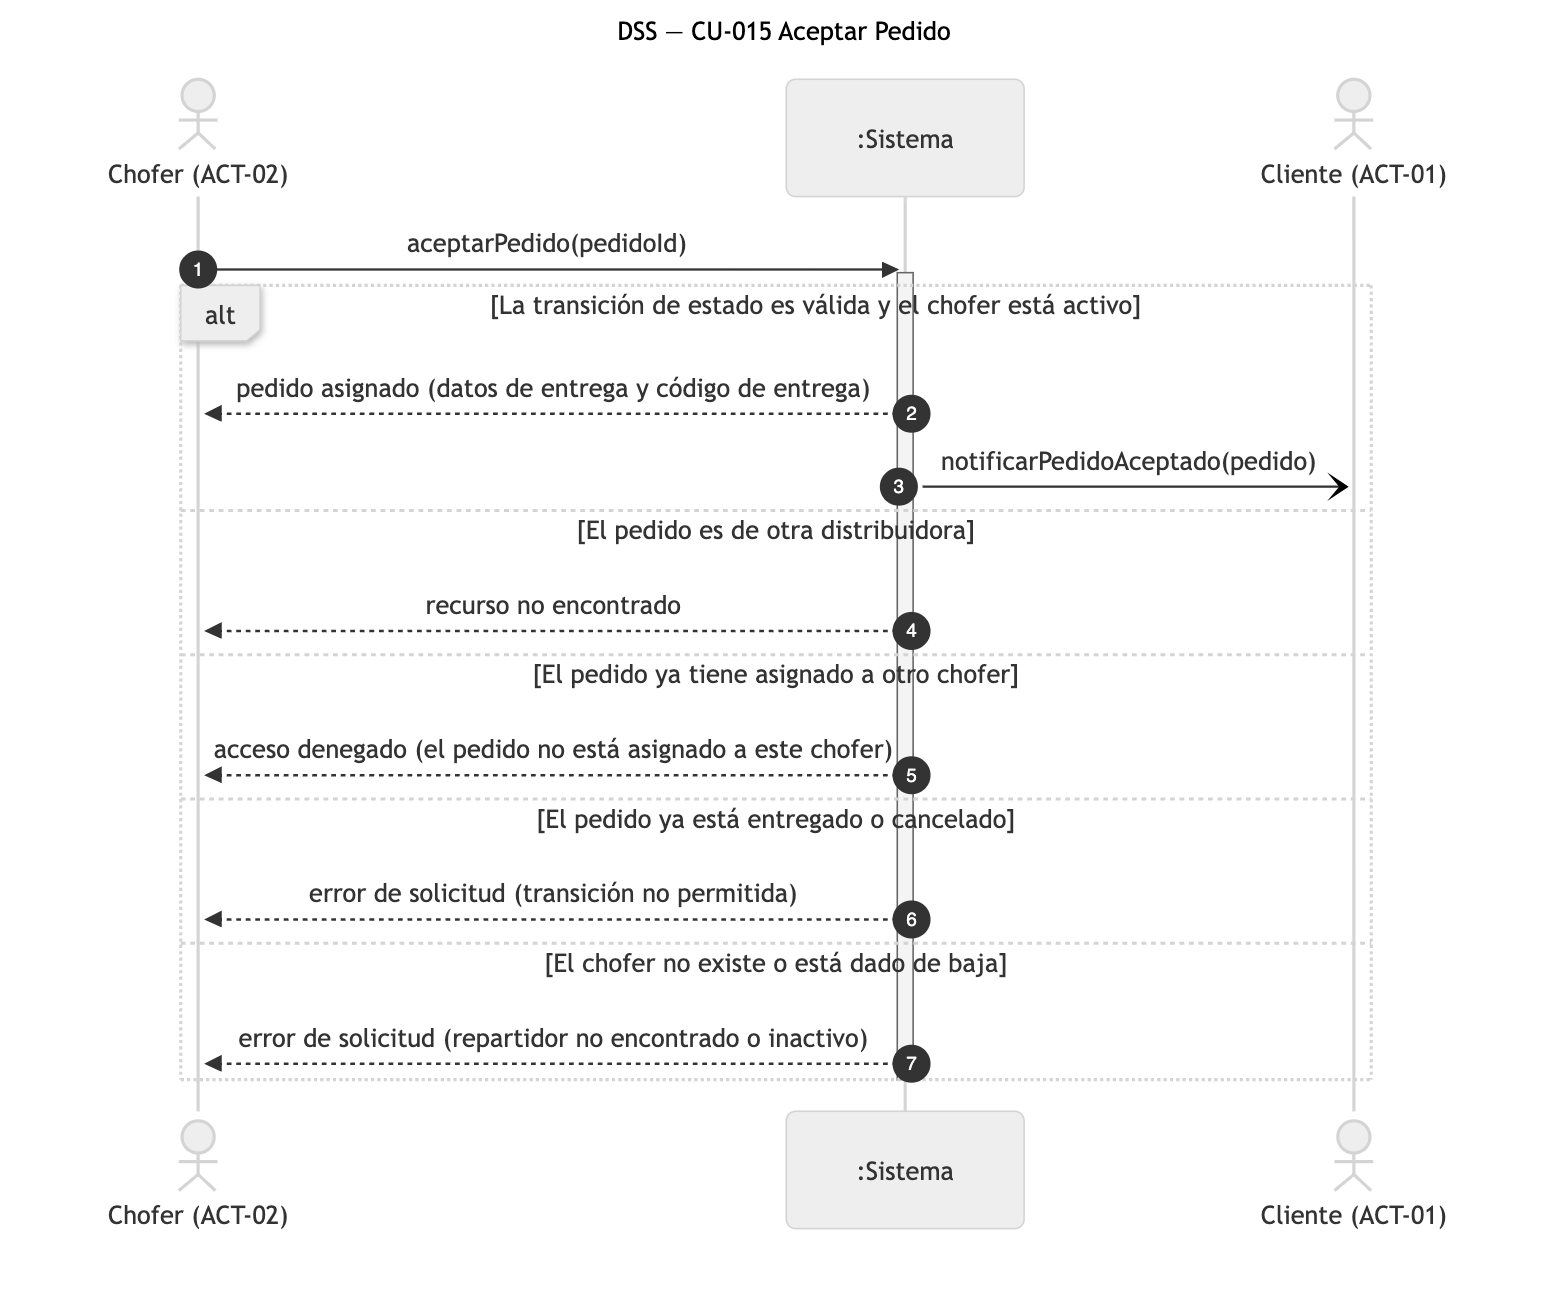 DSS — CU-015 Aceptar Pedido
Chofer (ACT-02)
:Sistema
Cliente (ACT-01)
aceptarPedido(pedidoId)
1
alt
[La transición de estado es válida y el chofer está activo]
pedido asignado (datos de entrega y código de entrega)
2
notificarPedidoAceptado(pedido)
3
[El pedido es de otra distribuidora]
recurso no encontrado
4
[El pedido ya tiene asignado a otro chofer]
acceso denegado (el pedido no está asignado a este chofer)
5
[El pedido ya está entregado o cancelado]
error de solicitud (transición no permitida)
6
[El chofer no existe o está dado de baja]
error de solicitud (repartidor no encontrado o inactivo)
7
Chofer (ACT-02)
:Sistema
Cliente (ACT-01)